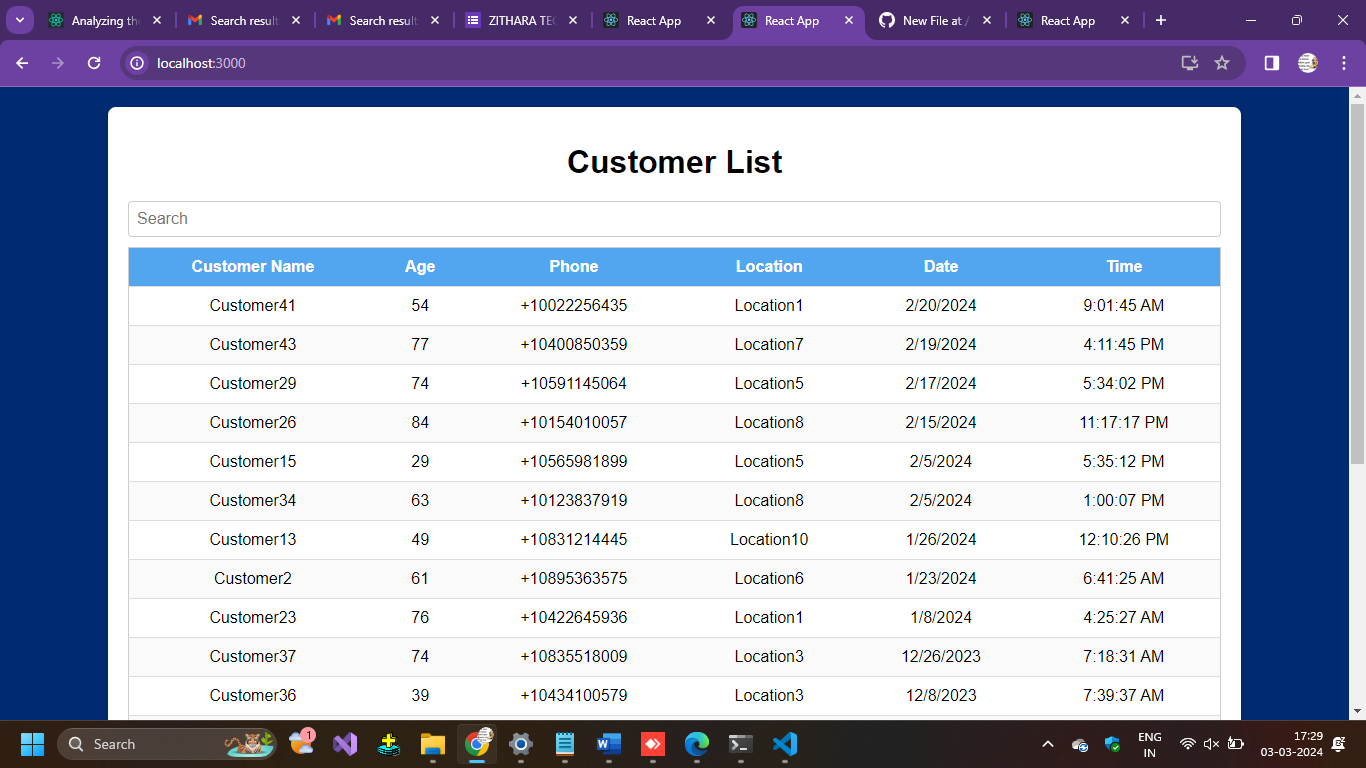 Analyzing the
Search result
Search result
ZITHARA TEC
React App
React App
New File at /
React App
localhost:3000
Customer List
Search
Customer Name Age Phone Location Date Time
Customer41 54 +10022256435 Location1 2/20/2024 9:01:45 AM
Customer43 77 +10400850359 Location7 2/19/2024 4:11:45 PM
Customer29 74 +10591145064 Location5 2/17/2024 5:34:02 PM
Customer26 84 +10154010057 Location8 2/15/2024 11:17:17 PM
Customer15 29 +10565981899 Location5 2/5/2024 5:35:12 PM
Customer34 63 +10123837919 Location8 2/5/2024 1:00:07 PM
Customer13 49 +10831214445 Location10 1/26/2024 12:10:26 PM
Customer2 61 +10895363575 Location6 1/23/2024 6:41:25 AM
Customer23 76 +10422645936 Location1 1/8/2024 4:25:27 AM
Customer37 74 +10835518009 Location3 12/26/2023 7:18:31 AM
Customer36 39 +10434100579 Location3 12/8/2023 7:39:37 AM
Search
1
ENG
IN
17:29
03-03-2024